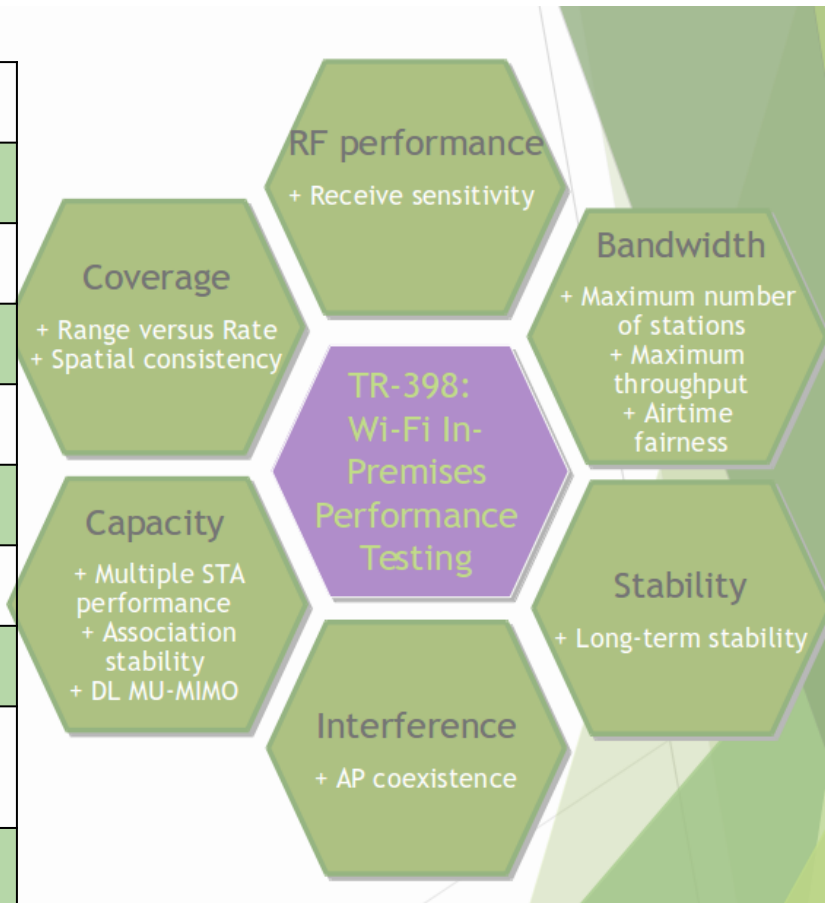 RF performance
+ Receive sensitivity
Bandwidth
+ Maximum number
of stations
+ Maximum
throughput
+ Airtime
fairness
Coverage
+ Range versus Rate
+ Spatial consistency
TR-398:
Wi-Fi In-
Premises
Performance
Testing
Capacity
+ Multiple STA
performance
+ Association
stability
+ DL MU-MIMO
Stability
+ Long-term stability
Interference
+ AP coexistence